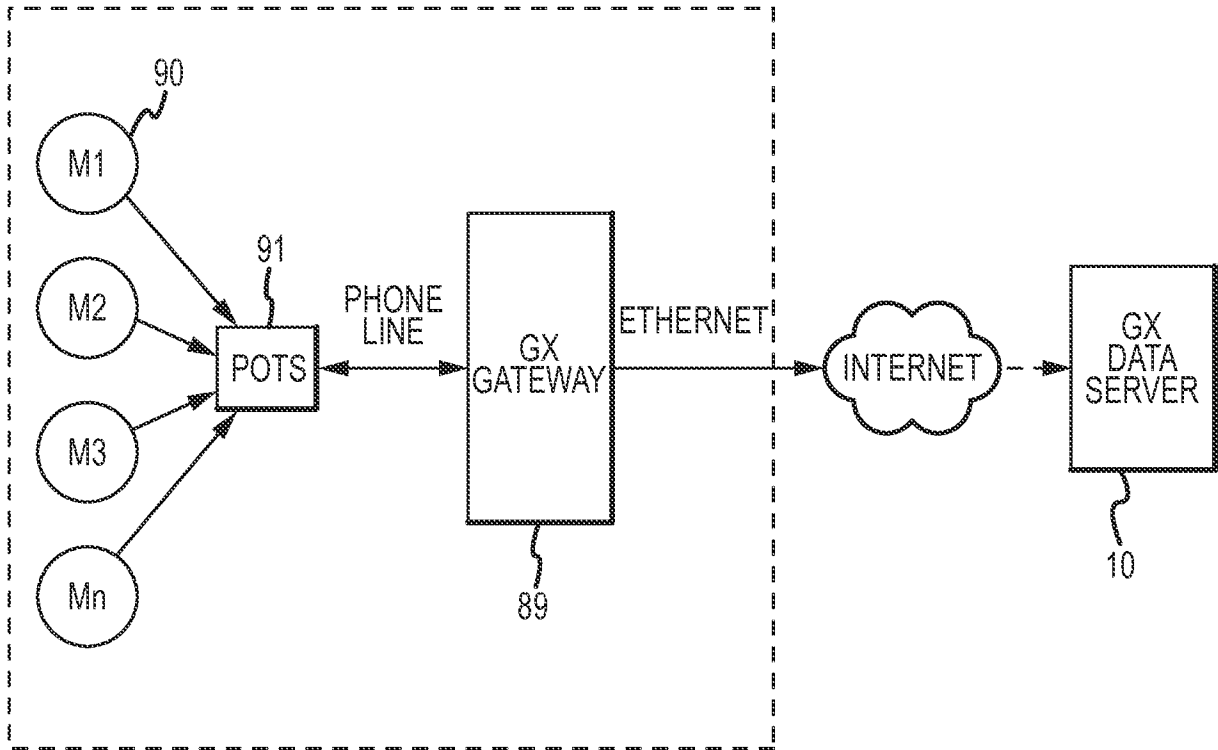 90
M1
91
M2
POTS
M3
Mn
PHONE
LINE
GX
GATEWAY
89
ETHERNET
INTERNET
GX
DATA
SERVER
10